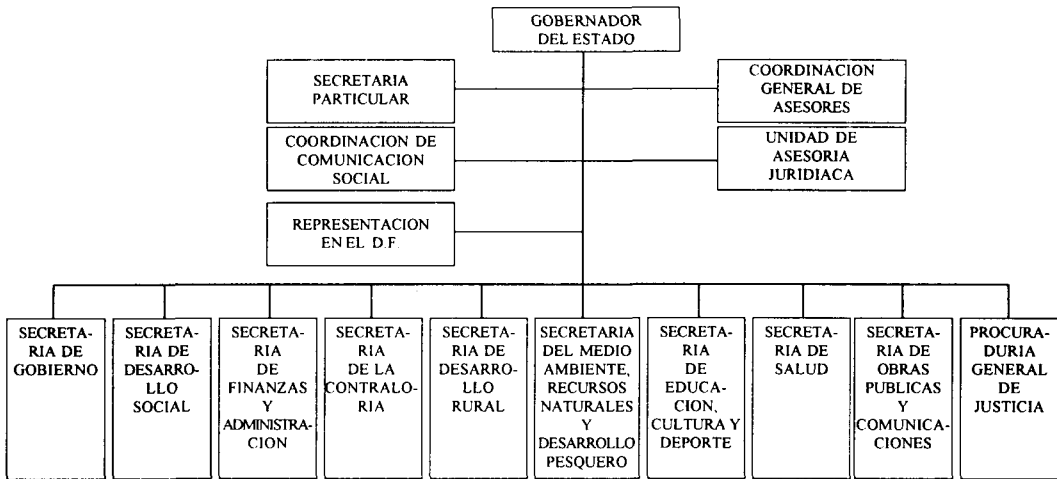 GOBERNADOR
DEL ESTADO
SECRETARIA
PARTICULAR
COORDINACION
GENERAL DE
ASESORES
COORDINACION DE
COMUNICACION
SOCIAL
UNIDAD DE
ASESORIA
JURIDIACA
REPRESENTACION
EN EL D.F.
SECRETA-
RIA DE
GOBIERNO
SECRETA-
RIA DE
DESARRO-
LLO
SOCIAL
SECRETA-
RIA
DE
FINANZAS
Y
ADMINISTRA-
CION
SECRETA-
RIA
DE LA
CONTRALO-
RIA
SECRETA-
RIA DE
DESARRO-
LLO
RURAL
SECRETARIA
DEL MEDIO
AMBIENTE,
RECURSOS
NATURALES
Y
DESARROLLO
PESQUERO
SECRETA-
RIA
DE
EDUCA-
CION,
CULTURA Y
DEPORTE
SECRETA-
RIA DE
SALUD
SECRETA-
RIA DE
OBRAS
PUBLICAS
Y
COMUNICA-
CIONES
PROCURA-
DURIA
GENERAL
DE
JUSTICIA